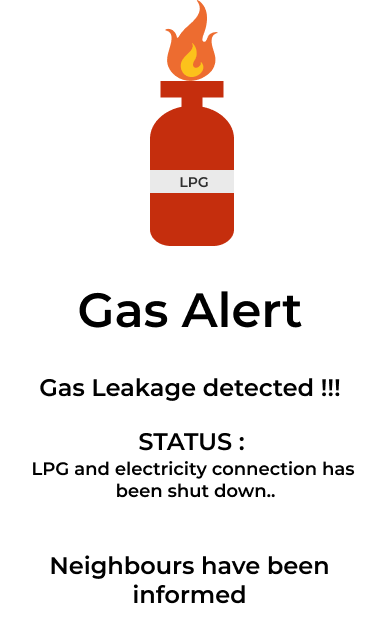 LPG
Gas Alert
Gas Leakage detected !!!
STATUS :
LPG and electricity connection has
been shut down..
Neighbours have been
informed